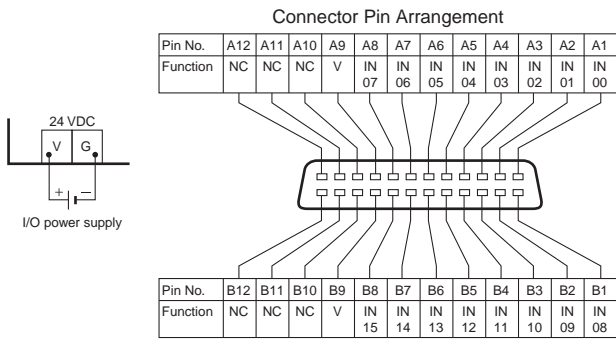 Connector Pin Arrangement
Pin No. A12 A11 A10 A9 A8 A7 A6 A5 A4 A3 A2 A1
Function NC NC NC V IN 07 IN 06 IN 05 IN 04 IN 03 IN 02 IN 01 IN 00
24 VDC
V G
+ −
I/O power supply
Pin No. B12 B11 B10 B9 B8 B7 B6 B5 B4 B3 B2 B1
Function NC NC NC V IN 15 IN 14 IN 13 IN 12 IN 11 IN 10 IN 09 IN 08